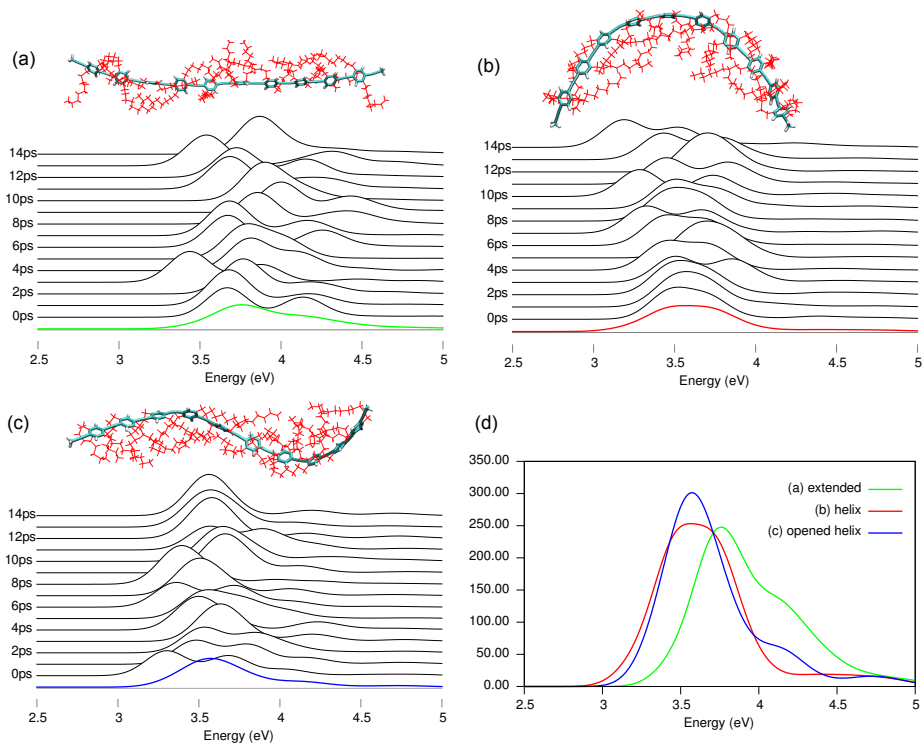 (a)
14ps
12ps
10ps
8ps
6ps
4ps
2ps
0ps
2.5 3 3.5 4 4.5 5
Energy (eV)
(b)
14ps
12ps
10ps
8ps
6ps
4ps
2ps
0ps
2.5 3 3.5 4 4.5 5
Energy (eV)
(c)
14ps
12ps
10ps
8ps
6ps
4ps
2ps
0ps
2.5 3 3.5 4 4.5 5
Energy (eV)
(d)
350.00
300.00
250.00
200.00
150.00
100.00
50.00
0.00
(a) extended
(b) helix
(c) opened helix
2.5 3 3.5 4 4.5 5
Energy (eV)